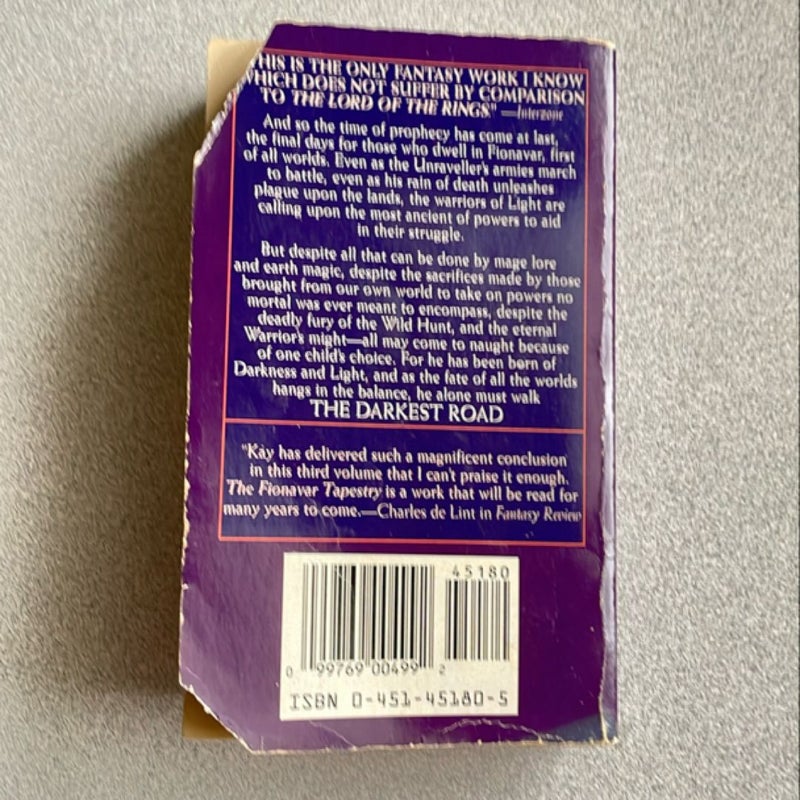 THIS IS THE ONLY FANTASY WORK I KNOW
WHICH DOES NOT SUFFER BY COMPARISON
TO THE LORD OF THE RINGS" —Interzone
And so the time of prophecy has come at last,
the final days for those who dwell in Fionavar, first
of all worlds. Even as the Unraveller's armies march
to battle, even as his rain of death unleashes
plague upon the lands, the warriors of Light are
calling upon the most ancient of powers to aid
in their struggle.
But despite all that can be done by mage lore
and earth magic, despite the sacrifices made by those
brought from our own world to take on powers no
mortal was ever meant to encompass, despite the
deadly fury of the Wild Hunt, and the eternal
Warrior's might—all may come to naught because
of one child's choice. For he has been born of
Darkness and Light, and as the fate of all the worlds
hangs in the balance, he alone must walk
THE DARKEST ROAD
"Kay has delivered such a magnificent conclusion
in this third volume that I can't praise it enough.
The Fionavar Tapestry is a work that will be read for
many years to come.—Charles de Lint in Fantasy Review
45180
0 99769 00499 2
ISBN 0-451-45180-5